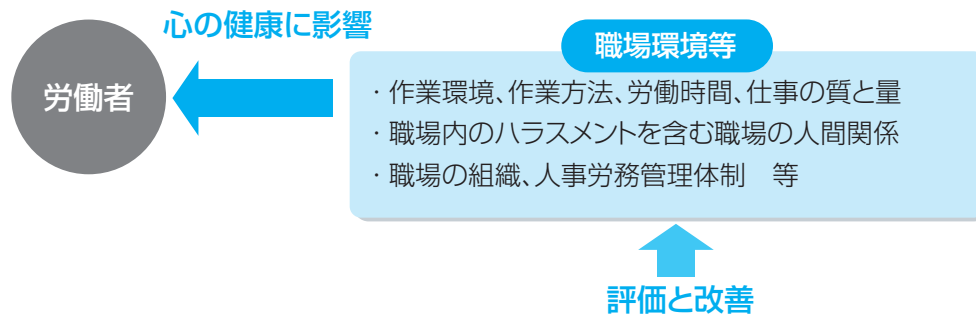 心の健康に影響
労働者
職場環境等
・作業環境、作業方法、労働時間、仕事の質と量
・職場内のハラスメントを含む職場の人間関係
・職場の組織、人事労務管理体制　等
評価と改善